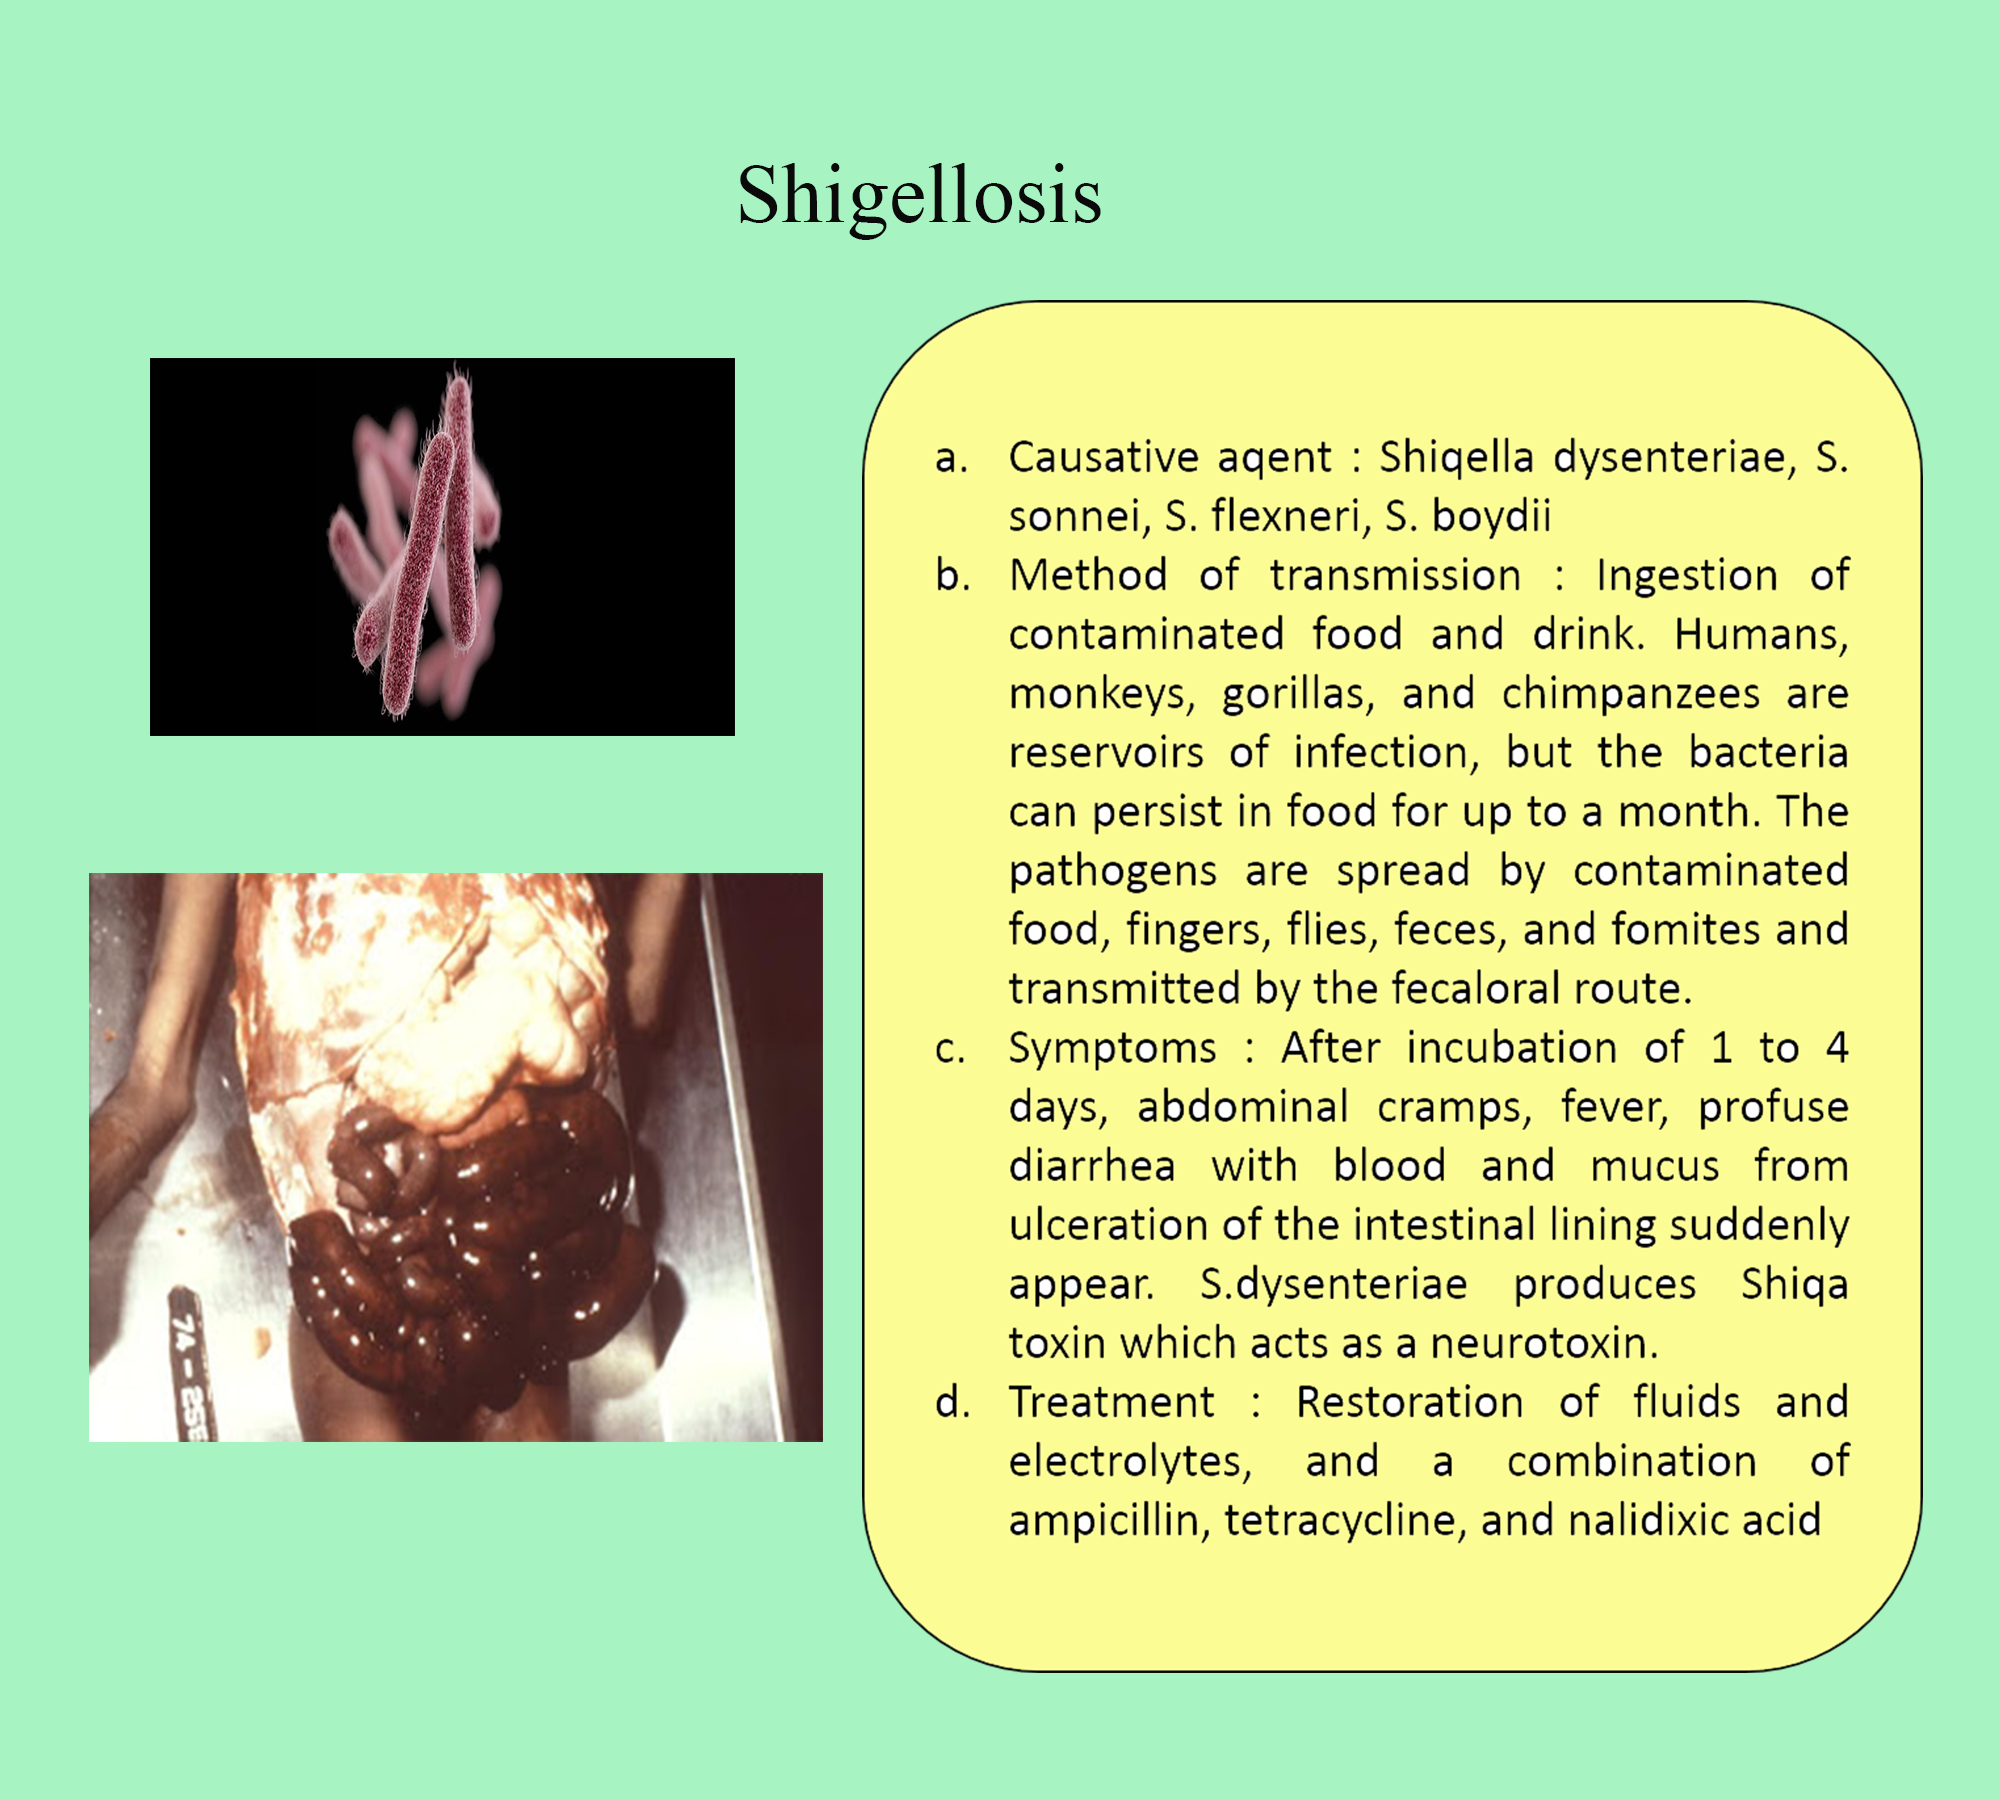 Shigellosis
a. Causative aqent : Shiqella dysenteriae, S.
sonnei, S. flexneri, S. boydii
b. Method of transmission : Ingestion of
contaminated food and drink. Humans,
monkeys, gorillas, and chimpanzees are
reservoirs of infection, but the bacteria
can persist in food for up to a month. The
pathogens are spread by contaminated
food, fingers, flies, feces, and fomites and
transmitted by the fecaloral route.
c. Symptoms : After incubation of 1 to 4
days, abdominal cramps, fever, profuse
diarrhea with blood and mucus from
ulceration of the intestinal lining suddenly
appear. S.dysenteriae produces Shiqa
toxin which acts as a neurotoxin.
d. Treatment : Restoration of fluids and
electrolytes, and a combination of
ampicillin, tetracycline, and nalidixic acid